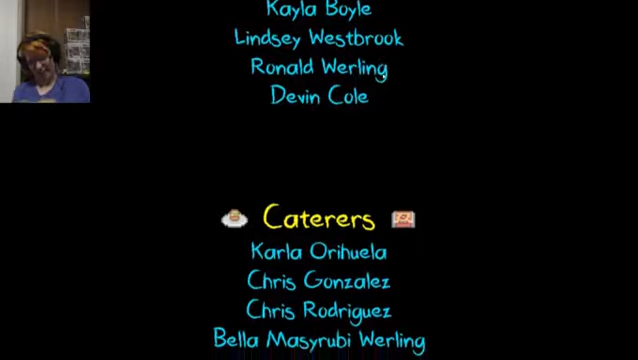 Kayla Boyle
Lindsey Westbrook
Ronald Werling
Devin Cole
Caterers
Karla Orihuela
Chris Gonzalez
Chris Rodriguez
Bella Masyrubi Werling